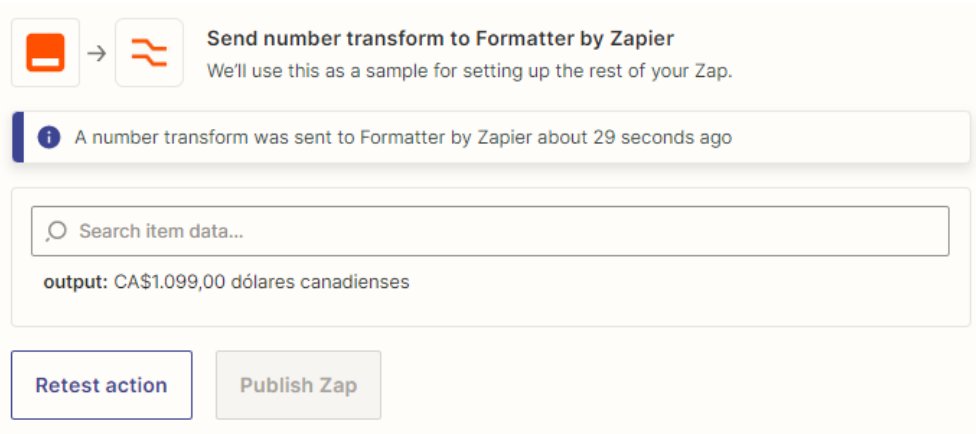 Send number transform to Formatter by Zapier
We'll use this as a sample for setting up the rest of your Zap.
A number transform was sent to Formatter by Zapier about 29 seconds ago
Search item data...
output: CA$1.099,00 dólares canadienses
Retest action
Publish Zap